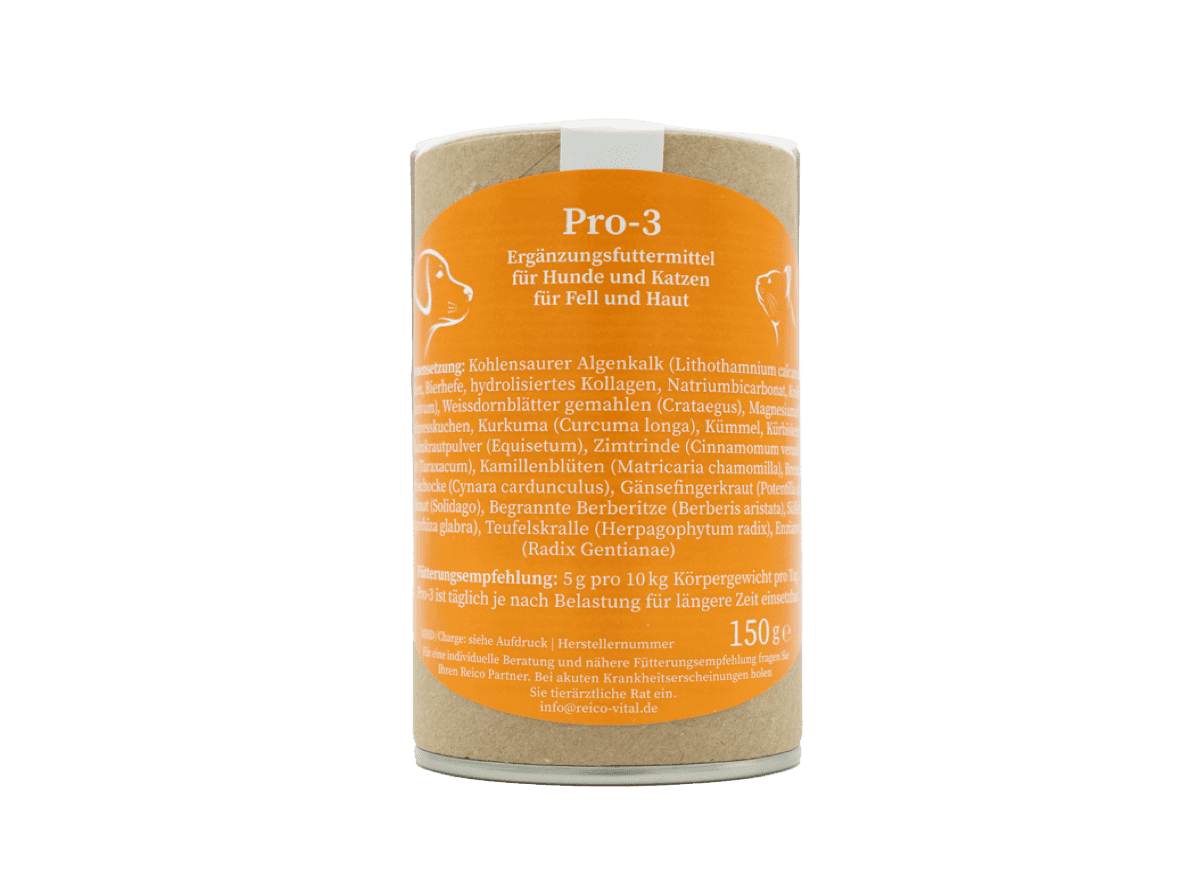 Pro-3
Ergänzungsfuttermittel
für Hunde und Katzen
für Fell und Haut
Kohlensaurer Algenkalk (Lithothamnium
Bierhefe, hydrolisiertes Kollagen, Natriumbicarbonat,
Weissdornblätter gemahlen (Crataegus),
Kurkuma (Curcuma longa), Kümmel,
(Equisetum), Zimtrinde (Cinnamomum
Taraxacum), Kamillenblüten (Matricaria chamomilla),
(Cynara cardunculus), Gänsefingerkraut
(Solidago), Begrannte Berberitze (Berberis aristata),
glabra), Teufelskralle (Herpagophytum radix),
(Radix Gentianae)
Fütterungsempfehlung: 5 g pro 10 kg Körpergewicht pro Tag.
Pro-3 ist täglich je nach Belastung für längere Zeit
Charge: siehe Aufdruck | Herstellernummer
150 g ℮
Für eine individuelle Beratung und nähere Fütterungsempfehlung fragen Sie
Ihren Reico Partner. Bei akuten Krankheitserscheinungen holen
Sie tierärztliche Rat ein.
info@reico-vital.de